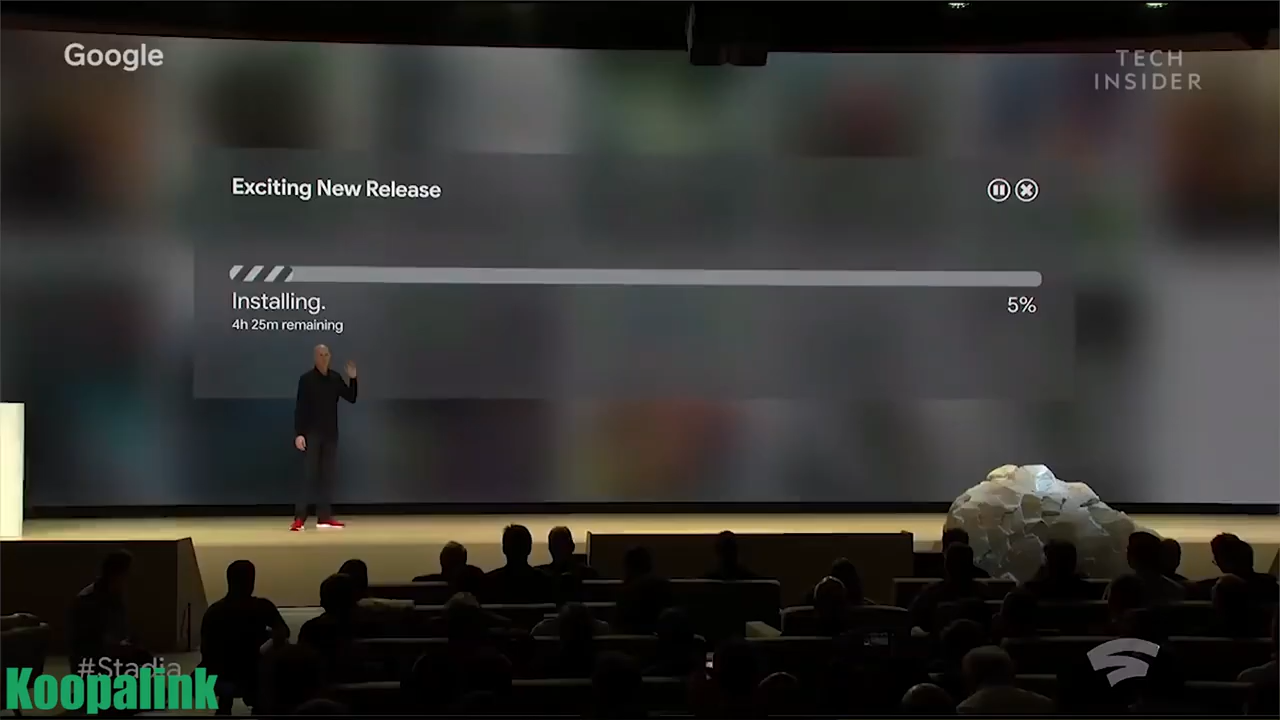 Google
TECH
INSIDER
Exciting New Release
Installing.
5%
4h 25m remaining
#Stadia
Koopalink